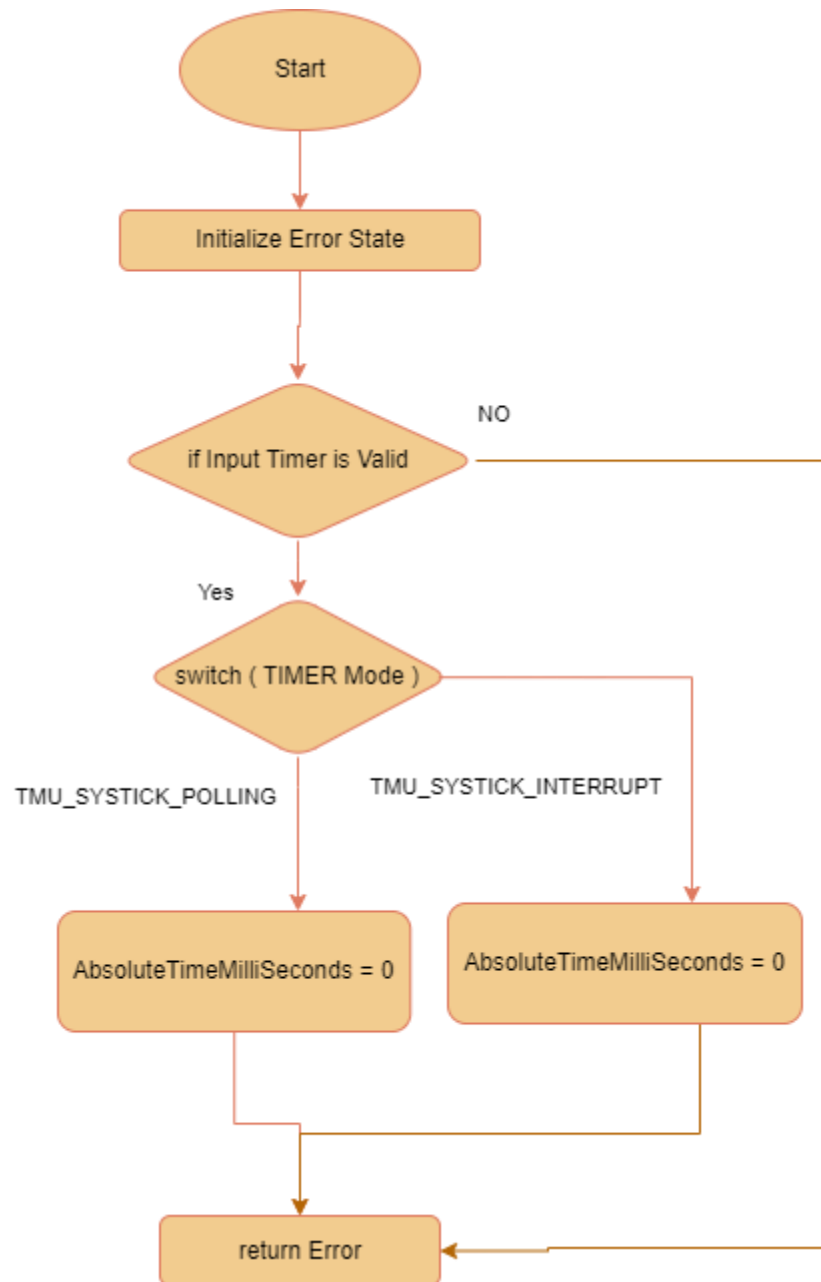 Start
Initialize Error State
if Input Timer is Valid
NO
Yes
switch ( TIMER Mode )
TMU_SYSTICK_POLLING
TMU_SYSTICK_INTERRUPT
AbsoluteTimeMilliSeconds = 0
AbsoluteTimeMilliSeconds = 0
return Error